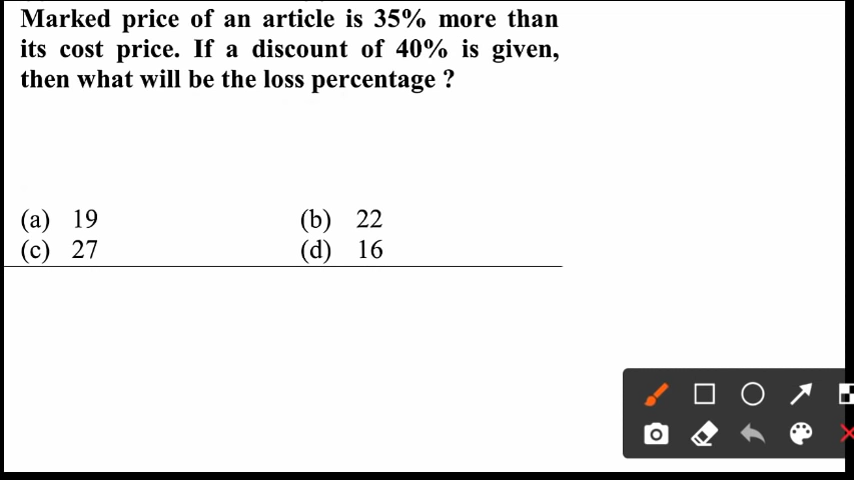 Marked price of an article is 35% more than
its cost price. If a discount of 40% is given,
then what will be the loss percentage ?
(a) 19 (b) 22
(c) 27 (d) 16